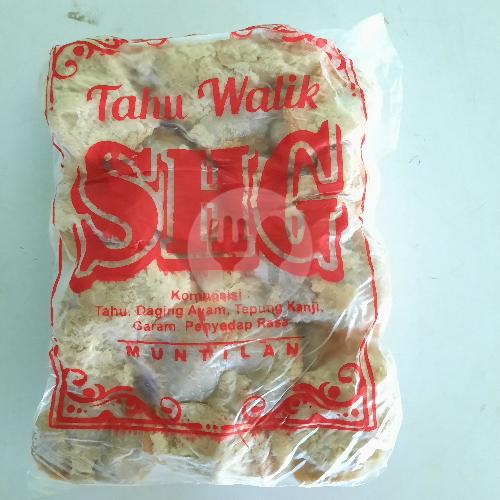 Tahu Walik
SHG
Komposisi :
Tahu, Daging Ayam, Tepung Kanji,
Garam, Penyedap Rasa
MUNTILAN